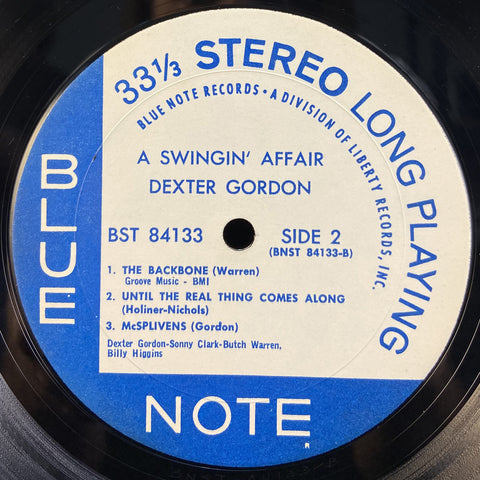 33⅓ STEREO LONG PLAYING
BLUE NOTE RECORDS • A DIVISION OF LIBERTY RECORDS, INC.
A SWINGIN' AFFAIR
DEXTER GORDON
BST 84133 SIDE 2
(BNST 84133-B)
1. THE BACKBONE (Warren)
Groove Music - BMI
2. UNTIL THE REAL THING COMES ALONG
(Holiner-Nichols)
3. McSPLIVENS (Gordon)
Dexter Gordon-Sonny Clark-Butch Warren,
Billy Higgins
BLUE
NOTE
R